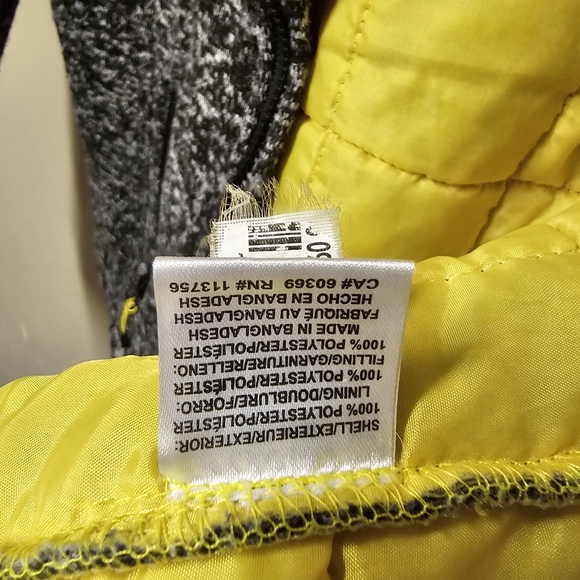 SHELL/EXTERIEUR/EXTERIOR:
100% POLYESTER/POLIÉSTER
LINING/DOUBLURE/FORRO:
100% POLYESTER/POLIÉSTER
FILLING/GARNITURE/RELLENO:
100% POLYESTER/POLIÉSTER
MADE IN BANGLADESH
FABRIQUÉ AU BANGLADESH
HECHO EN BANGLADESH
CA# 60369 RN# 113756